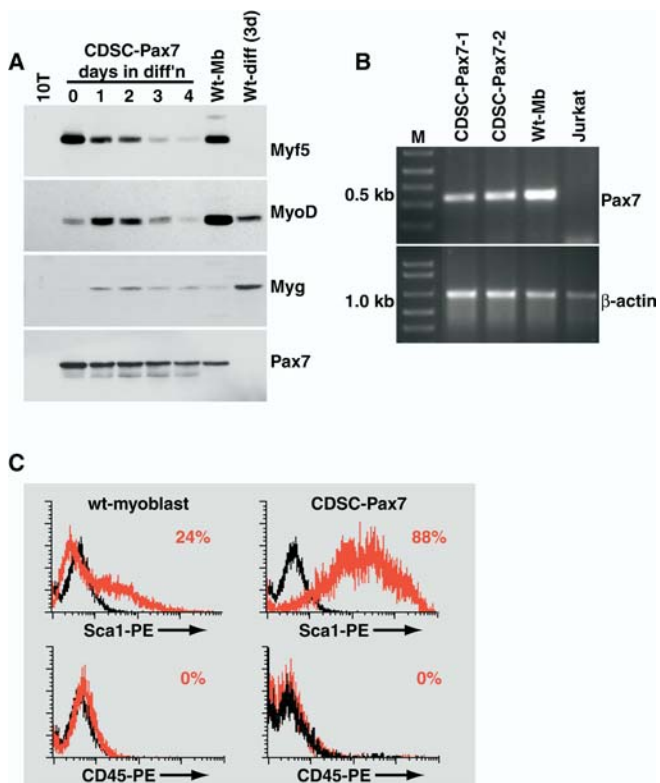 A
CDSC-Pax7
days in diff'n
10T
0 1 2 3 4
Wt-Mb
Wt-diff (3d)
Myf5
MyoD
Myg
Pax7
B
M
CDSC-Pax7-1
CDSC-Pax7-2
Wt-Mb
Jurkat
0.5 kb
Pax7
1.0 kb
β-actin
C
wt-myoblast
CDSC-Pax7
24%
88%
Sca1-PE
Sca1-PE
0%
0%
CD45-PE
CD45-PE